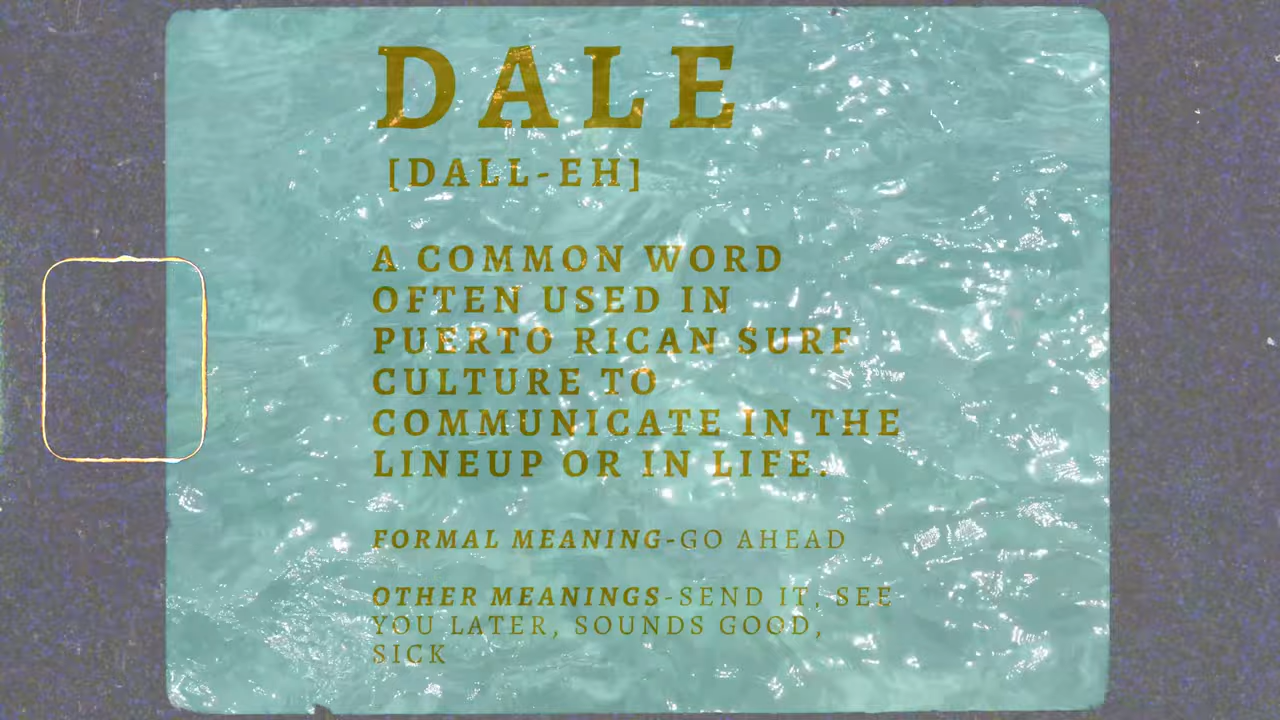 DALE
[DALL-EH]
A COMMON WORD
OFTEN USED IN
PUERTO RICAN SURF
CULTURE TO
COMMUNICATE IN THE
LINEUP OR IN LIFE.
FORMAL MEANING-GO AHEAD
OTHER MEANINGS-SEND IT, SEE
YOU LATER, SOUNDS GOOD,
SICK